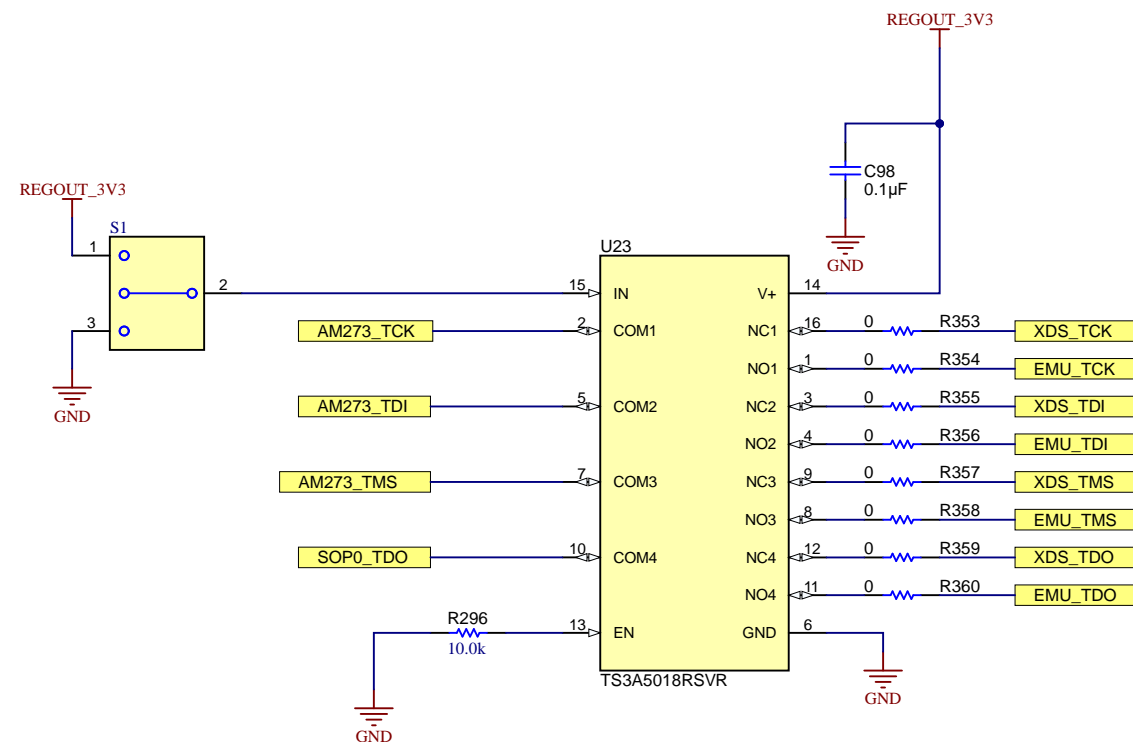 REGOUT_3V3
C98
0.1µF
GND
REGOUT_3V3
S1
1
2
3
GND
U23
15 IN
V+ 14
AM273_TCK
2 COM1
NC1 16
0 R353
XDS_TCK
NO1 1
0 R354
EMU_TCK
AM273_TDI
5 COM2
NC2 3
0 R355
XDS_TDI
NO2 4
0 R356
EMU_TDI
AM273_TMS
7 COM3
NC3 9
0 R357
XDS_TMS
NO3 8
0 R358
EMU_TMS
SOP0_TDO
10 COM4
NC4 12
0 R359
XDS_TDO
NO4 11
0 R360
EMU_TDO
R296
10.0k
13 EN
GND 6
GND
TS3A5018RSVR
GND